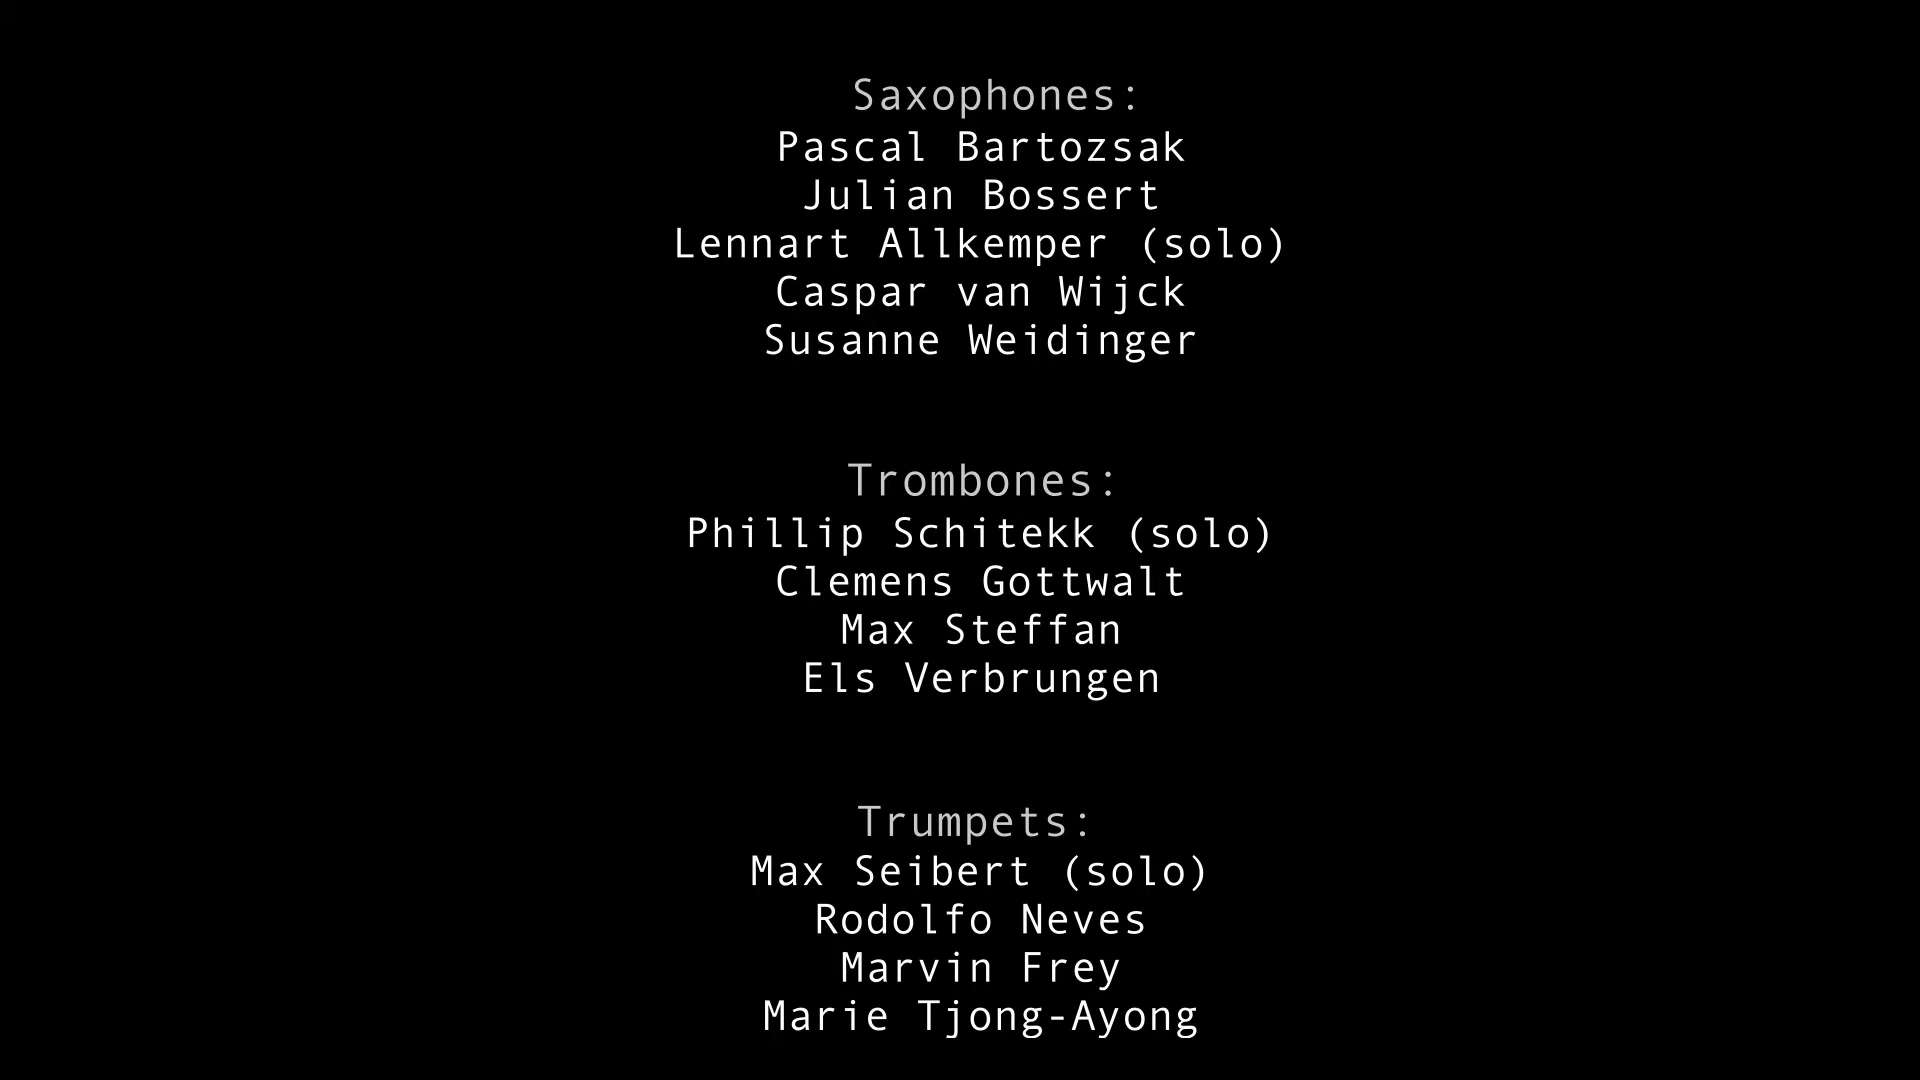 Saxophones:
Pascal Bartozsak
Julian Bossert
Lennart Allkemper (solo)
Caspar van Wijck
Susanne Weidinger
Trombones:
Phillip Schitekk (solo)
Clemens Gottwalt
Max Steffan
Els Verbrungen
Trumpets:
Max Seibert (solo)
Rodolfo Neves
Marvin Frey
Marie Tjong-Ayong